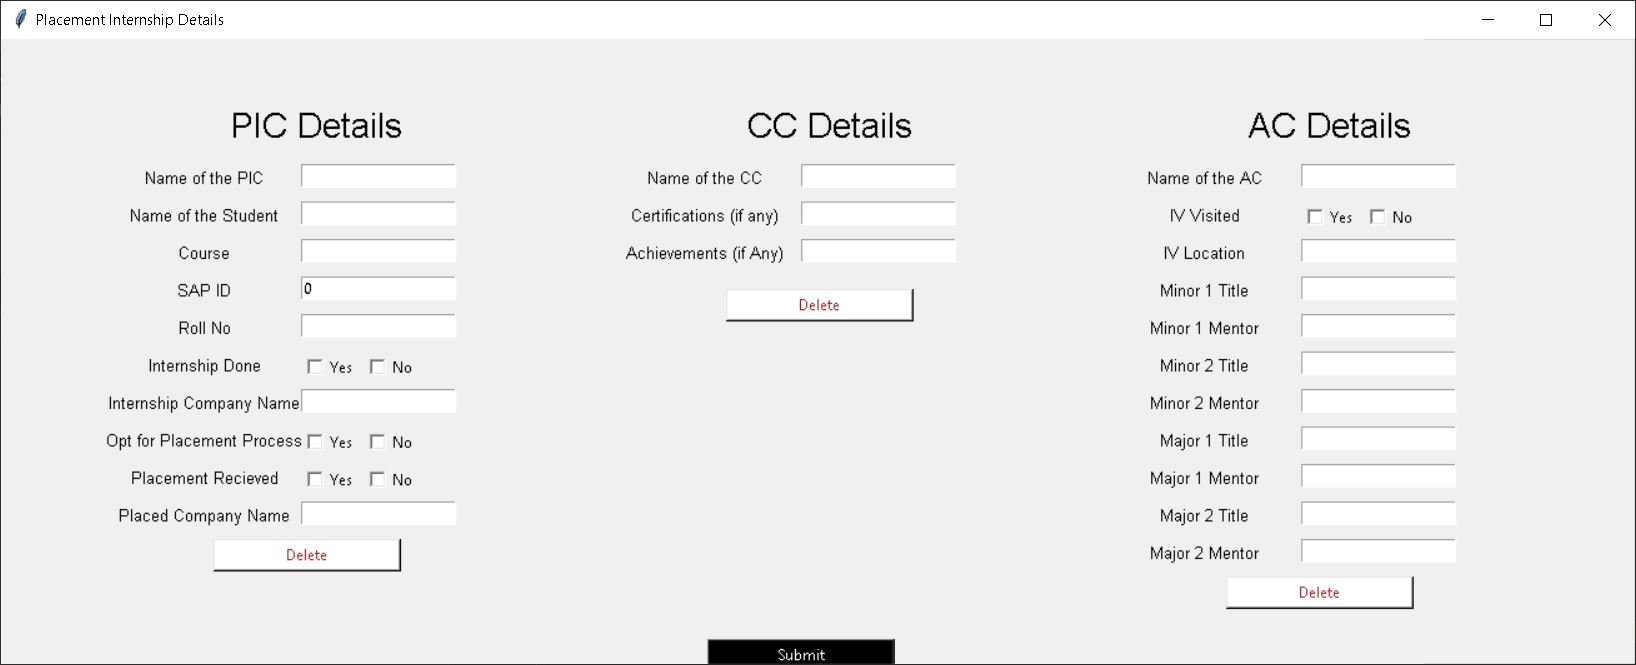 Placement Internship Details
PIC Details
Name of the PIC
Name of the Student
Course
SAP ID 0
Roll No
Internship Done Yes No
Internship Company Name
Opt for Placement Process Yes No
Placement Recieved Yes No
Placed Company Name
Delete
CC Details
Name of the CC
Certifications (if any)
Achievements (if Any)
Delete
AC Details
Name of the AC
IV Visited Yes No
IV Location
Minor 1 Title
Minor 1 Mentor
Minor 2 Title
Minor 2 Mentor
Major 1 Title
Major 1 Mentor
Major 2 Title
Major 2 Mentor
Delete
Submit